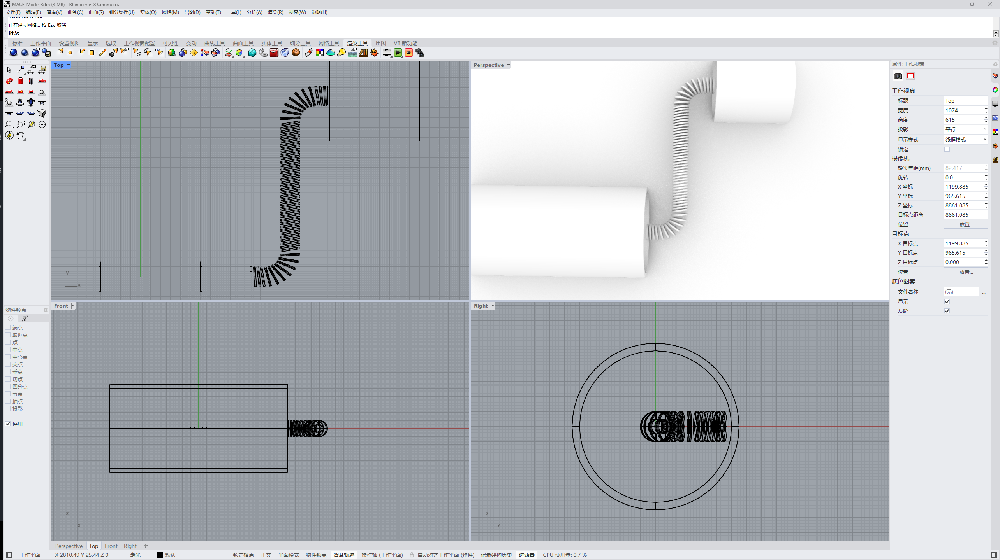 MACE_Model.3dm (3 MB) - Rhinoceros 8 Commercial
文件(F) 编辑(E) 查看(V) 曲线(C) 曲面(S) 细分物件(U) 实体(O) 网格(M) 出图(D) 变动(T) 工具(L) 分析(A) 渲染(R) 视窗(W) 说明(H)
正在建立网格... 按 Esc 取消
指令:
标准 工作平面 设置视图 显示 选取 工作视窗配置 可见性 变动 曲线工具 曲面工具 实体工具 细分工具 网格工具 渲染工具 出图 V8 新功能
Top
Perspective
Front
Right
y
x
z
x
z
y
物件锁点
端点
最近点
点
中点
中心点
交点
垂点
切点
四分点
节点
顶点
投影
停用
属性:工作视窗
工作视窗
标题 Top
宽度 1074
高度 615
投影 平行
显示模式 线框模式
锁定
摄像机
镜头焦距(mm) 82.417
旋转 0.0
X 坐标 1199.885
Y 坐标 965.615
Z 坐标 8861.085
目标点距离 8861.085
位置 放置...
目标点
X 目标点 1199.885
Y 目标点 965.615
Z 目标点 0.000
位置 放置...
底色图案
文件名称 (无) ...
显示
灰阶
Perspective Top Front Right
工作平面 X 2810.49 Y 25.44 Z 0 毫米 默认 锁定格点 正交 平面模式 物件锁点 智慧轨迹 操作轴 (工作平面) 自动对齐工作平面 (物件) 记录建构历史 过滤器 CPU 使用量: 0.7 %